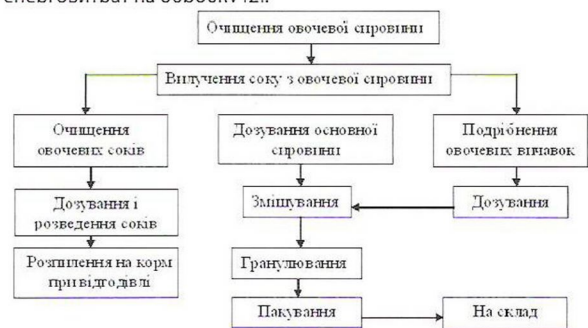 Очищення овочевої сировини
Вилучення соку з овочевої сировини
Очищення
овочевих соків
Дозування основної
сировини
Подрібнення
овочевих вичавок
Дозування і
розведення соків
Змішування
Дозування
Розпилення на корм
при відгодівлі
Гранулювання
Пакування
На склад